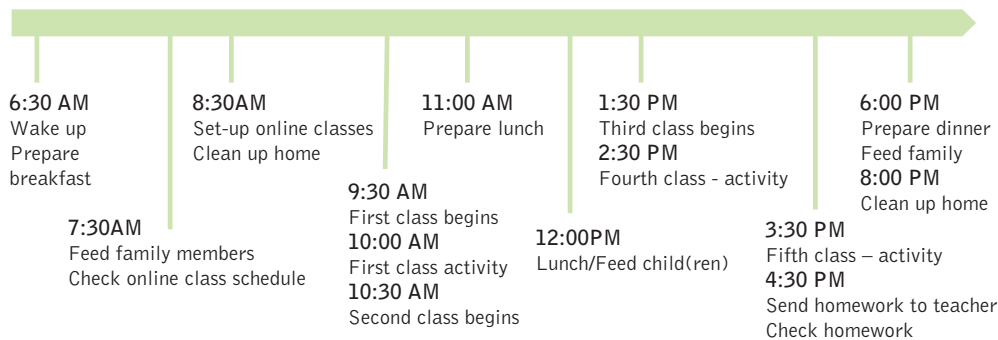 6:30 AM
Wake up
Prepare
breakfast
7:30AM
Feed family members
Check online class schedule
8:30AM
Set-up online classes
Clean up home
9:30 AM
First class begins
10:00 AM
First class activity
10:30 AM
Second class begins
11:00 AM
Prepare lunch
12:00PM
Lunch/Feed child(ren)
1:30 PM
Third class begins
2:30 PM
Fourth class - activity
3:30 PM
Fifth class – activity
4:30 PM
Send homework to teacher
Check homework
6:00 PM
Prepare dinner
Feed family
8:00 PM
Clean up home